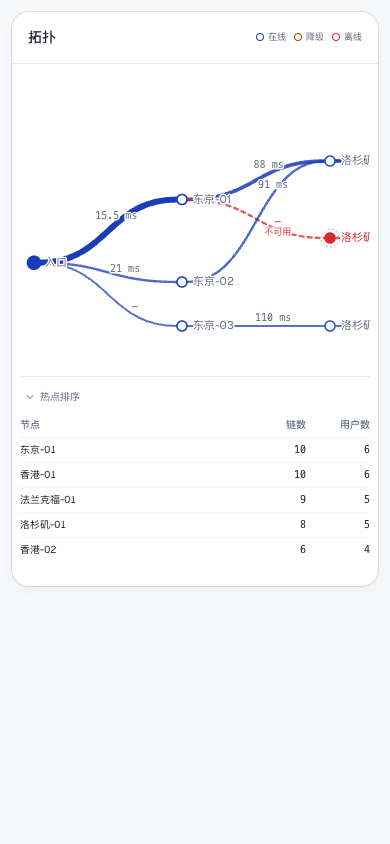 拓扑
在线 降级 离线
88 ms
洛杉矶
91 ms
东京-01
15.5 ms
—
不可用
洛杉矶
入口
21 ms
东京-02
—
110 ms
东京-03
洛杉矶
热点排序
节点 链数 用户数
东京-01 10 6
香港-01 10 6
法兰克福-01 9 5
洛杉矶-01 8 5
香港-02 6 4